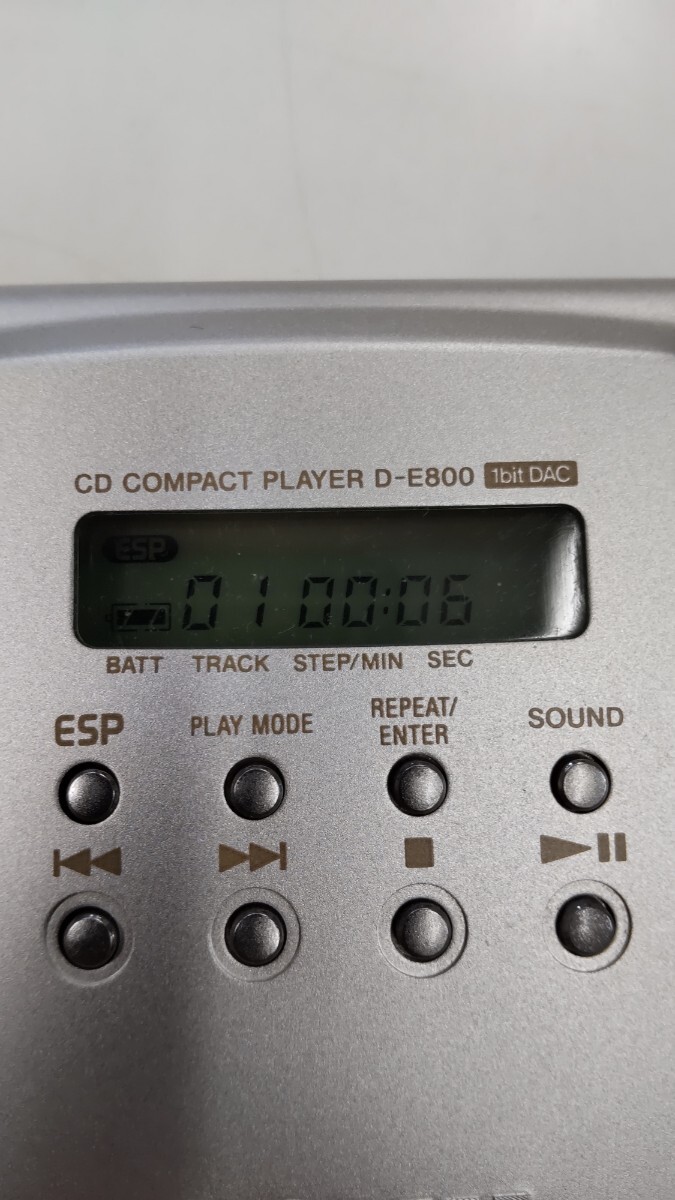 CD COMPACT PLAYER D-E800 1bit DAC
ESP
01 00:06
BATT TRACK STEP/MIN SEC
ESP PLAY MODE REPEAT/ENTER SOUND